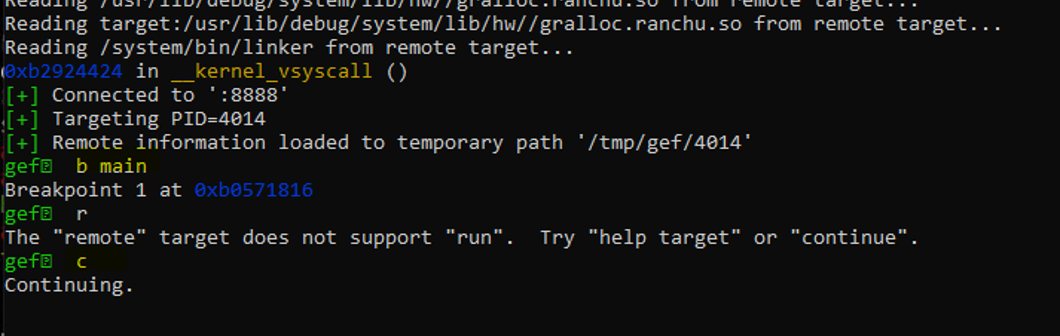 Reading /usr/lib/debug/system/lib/hw//gralloc.ranchu.so from remote target...
Reading target:/usr/lib/debug/system/lib/hw//gralloc.ranchu.so from remote target...
Reading /system/bin/linker from remote target...
0xb2924424 in __kernel_vsyscall ()
[+] Connected to ':8888'
[+] Targeting PID=4014
[+] Remote information loaded to temporary path '/tmp/gef/4014'
gef b main
Breakpoint 1 at 0xb0571816
gef r
The "remote" target does not support "run".  Try "help target" or "continue".
gef c
Continuing.